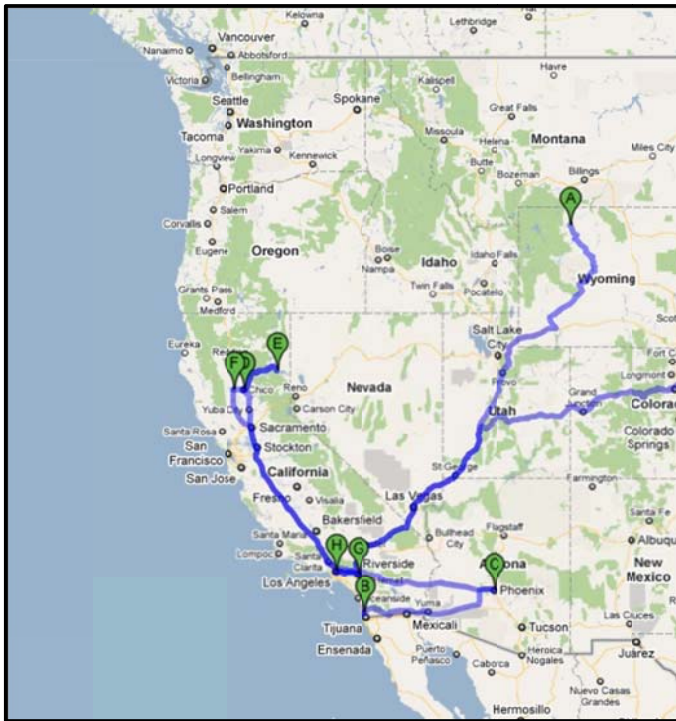 Kelowna
Lethbridge
Nanaimo
Vancouver
Abbotsford
Victoria
Bellingham
Kalispell
Havre
Seattle
Spokane
Great Falls
Tacoma
Washington
Missoula
Helena
Montana
Longview
Yakima
Kennewick
Butte
Bozeman
Billings
Miles City
Portland
A
Salem
Corvallis
Eugene
Oregon
Boise
Nampa
Idaho
Idaho Falls
Wyoming
Grants Pass
Medford
Twin Falls
Pocatello
Eureka
F
D
E
Salt Lake
City
Fort
Chico
Reno
Nevada
Provo
Longmont
Yuba City
Carson City
Utah
Grand
Junction
Colorado
Santa Rosa
Sacramento
Colorado
Springs
San
Francisco
Stockton
San Jose
California
St George
Farmington
Fresno
Visalia
Las Vegas
Santa Fe
Santa Maria
Bakersfield
Bullhead
City
Flagstaff
Lompoc
Santa
Clarita
H
G
Riverside
Arizona
C
New
Mexico
Los Angeles
B
Oceanside
Yuma
Phoenix
Tijuana
Mexicali
Las Cruces
Ensenada
Tucson
Puerto
Peñasco
Heroica
Nogales
Juárez
Caborca
Hermosillo
Nuevo Casas
Grandes